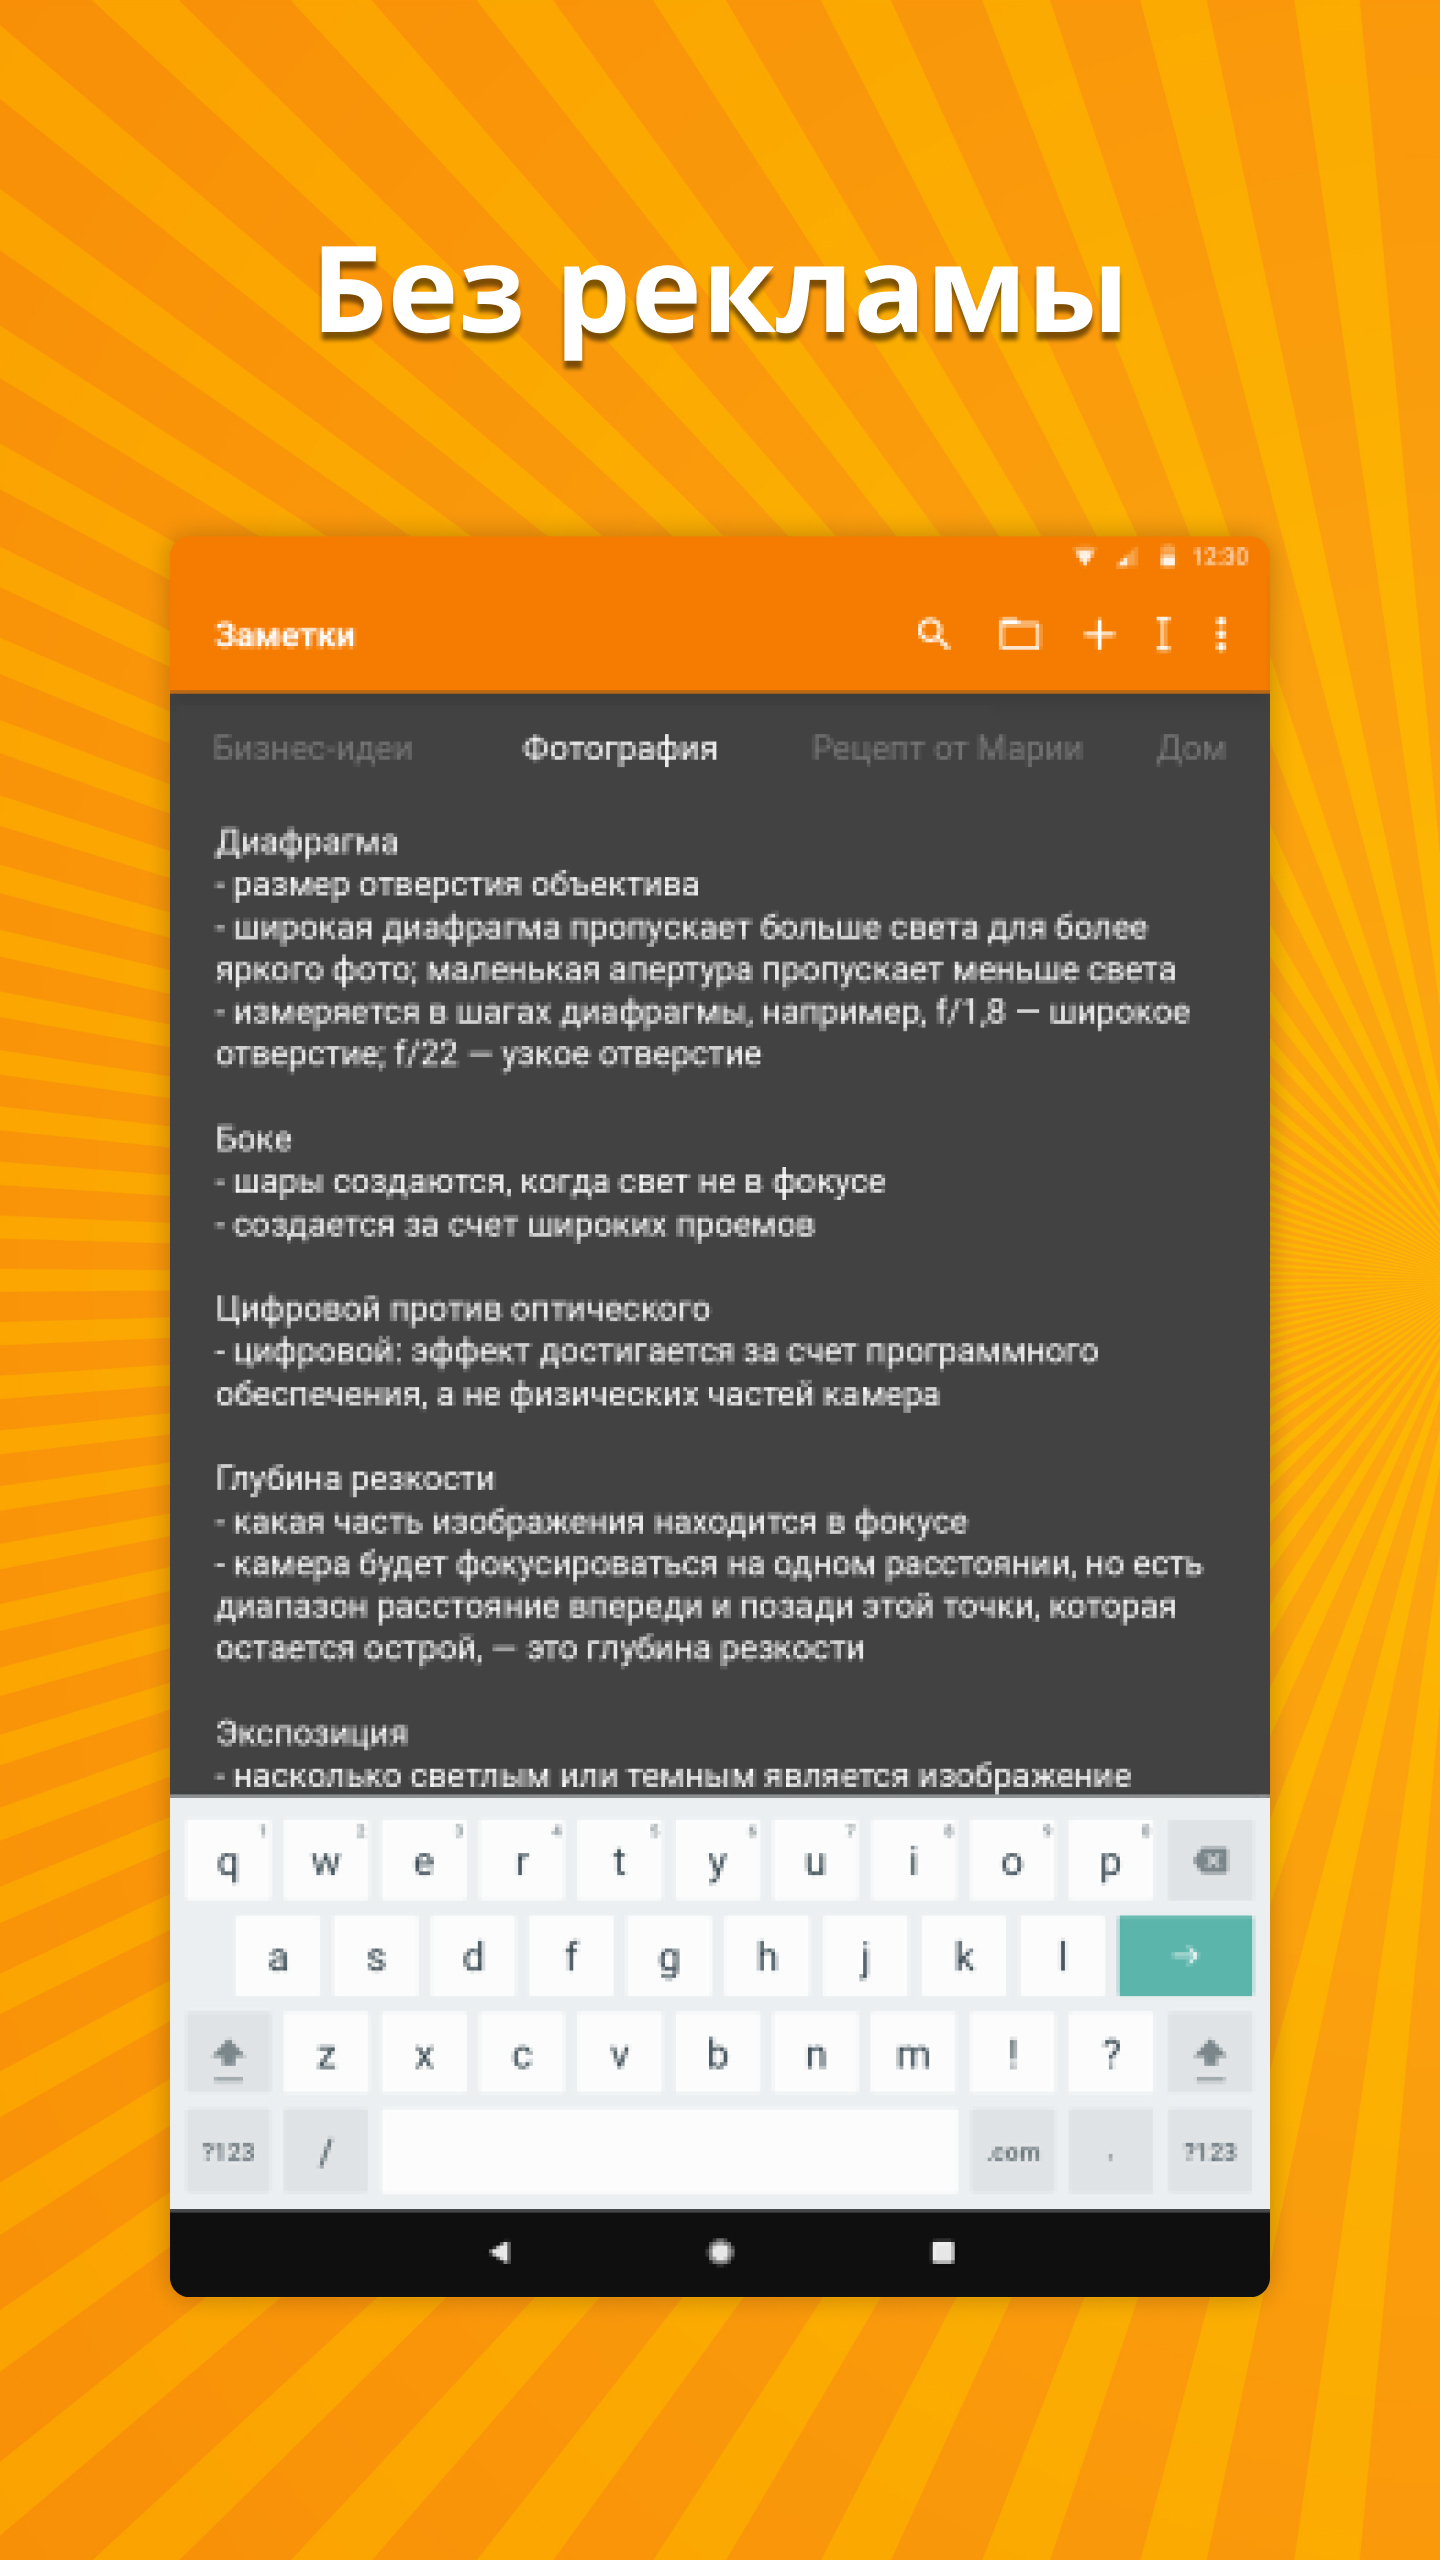 Без рекламы
12:30
Заметки
Бизнес-идеи Фотография Рецепт от Марии Дом
Диафрагма
- размер отверстия объектива
- широкая диафрагма пропускает больше света для более
яркого фото; маленькая апертура пропускает меньше света
- измеряется в шагах диафрагмы, например, f/1,8 — широкое
отверстие; f/22 — узкое отверстие
Боке
- шары создаются, когда свет не в фокусе
- создается за счет широких проемов
Цифровой против оптического
- цифровой: эффект достигается за счет программного
обеспечения, а не физических частей камера
Глубина резкости
- какая часть изображения находится в фокусе
- камера будет фокусироваться на одном расстоянии, но есть
диапазон расстояние впереди и позади этой точки, которая
остается острой, — это глубина резкости
Экспозиция
- насколько светлым или темным является изображение
1 2 3 4 5 6 7 8 9 0
q w e r t y u i o p
a s d f g h j k l
z x c v b n m ! ?
?123 / .com . ?123